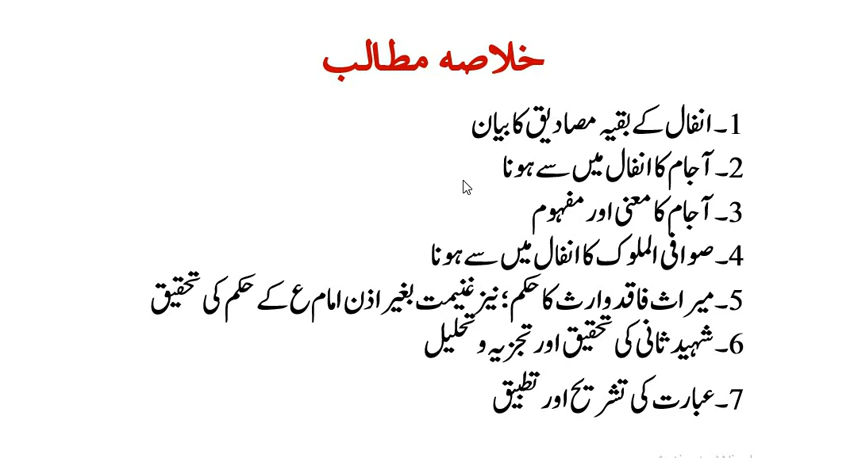 خلاصہ مطالب
1۔انفال کے بقیہ مصادیق کا بیان
2۔آجام کا انفال میں سے ہونا
3۔آجام کا معنی اور مفہوم
4۔صوافی الملوک کا انفال میں سے ہونا
5۔میراث فاقد وارث کا حکم؛ نیز غنیمت بغیر اذن امام ع کے حکم کی تحقیق
6۔شہید ثانی کی تحقیق اور تجزیہ و تحلیل
7۔عبارت کی تشریح اور تطبیق